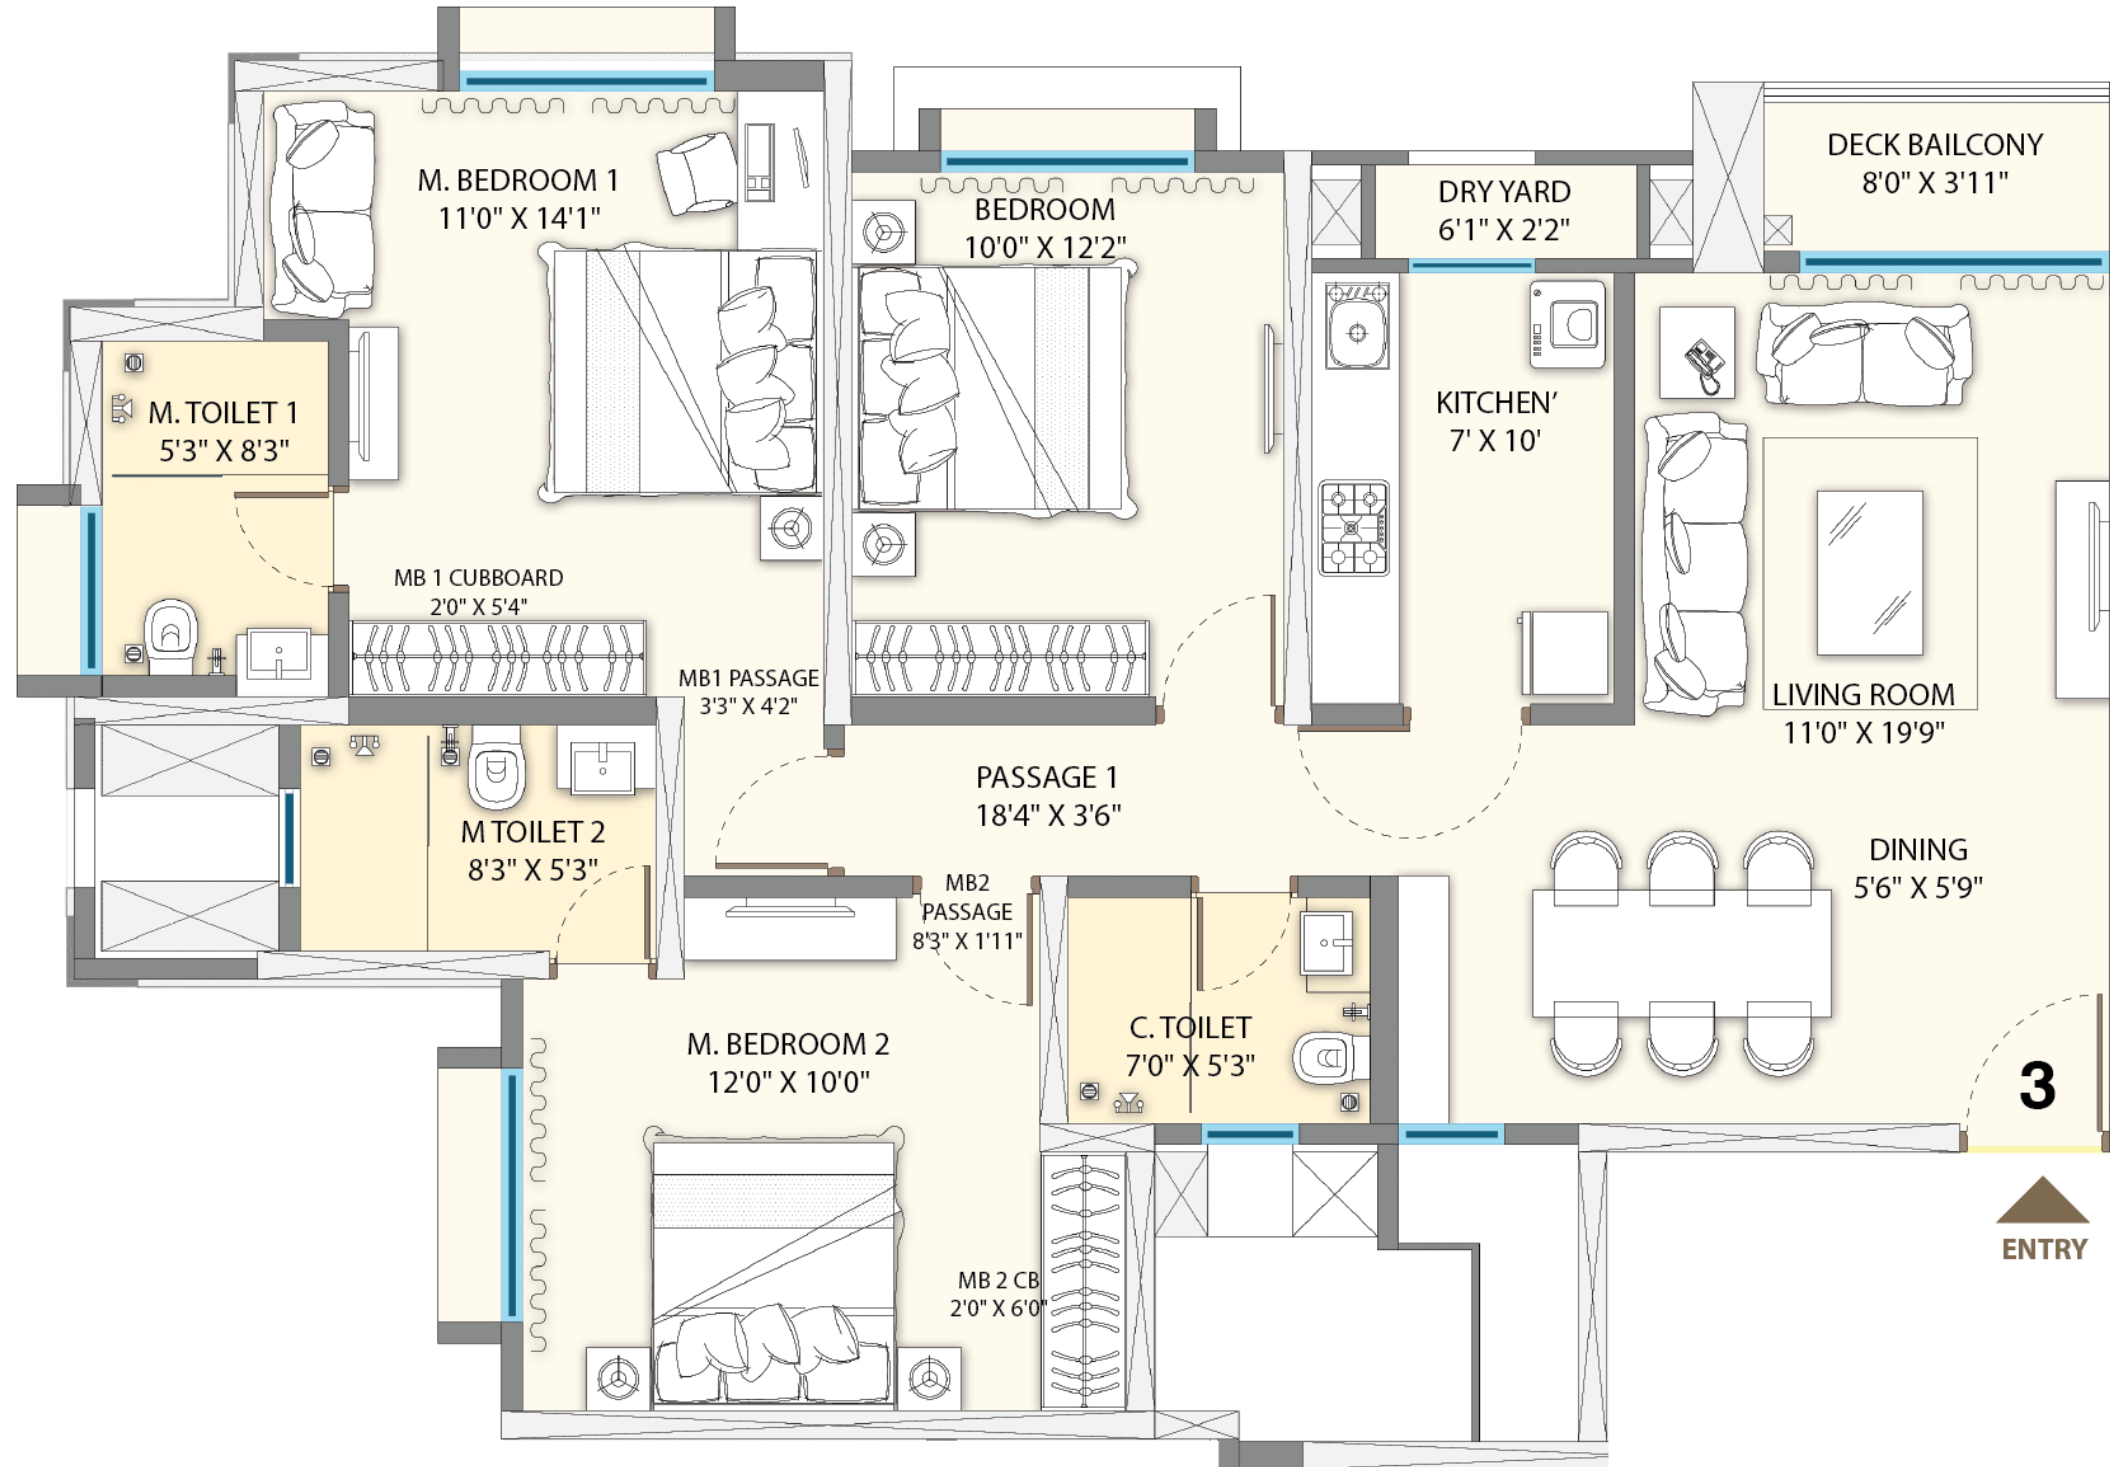 M. BEDROOM 1
11'0" X 14'1"
BEDROOM
10'0" X 12'2"
DRY YARD
6'1" X 2'2"
DECK BAILCONY
8'0" X 3'11"
M. TOILET 1
5'3" X 8'3"
KITCHEN’
7' X 10'
MB 1 CUBBOARD
2'0" X 5'4"
MB1 PASSAGE
3'3" X 4'2"
LIVING ROOM
11'0" X 19'9"
PASSAGE 1
18'4" X 3'6"
M TOILET 2
8'3" X 5'3"
MB2
PASSAGE
8'3" X 1'11"
DINING
5'6" X 5'9"
M. BEDROOM 2
12'0" X 10'0"
C. TOILET
7'0" X 5'3"
3
ENTRY
MB 2 CB
2'0" X 6'0"